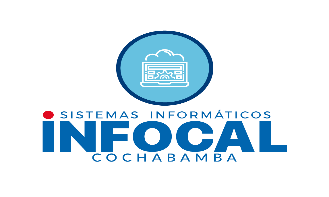 SISTEMAS INFORMÁTICOS
iNFOCAL
COCHABAMBA